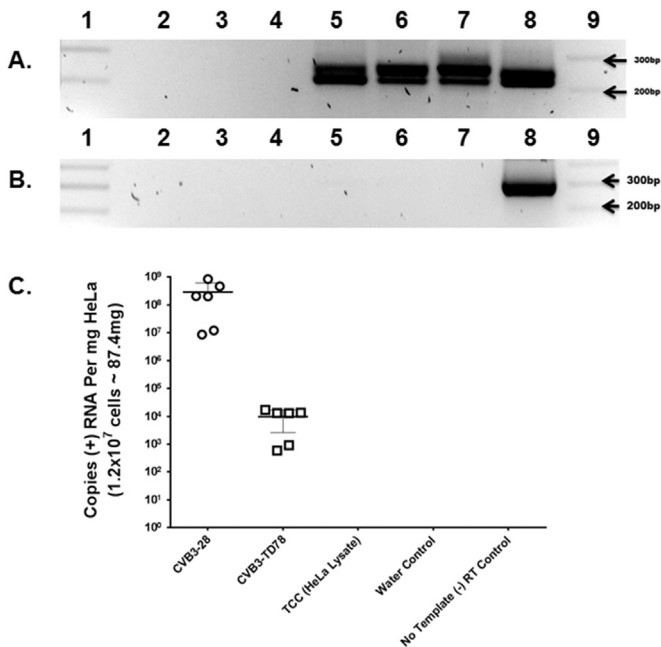 1 2 3 4 5 6 7 8 9
A.
300bp
200bp
1 2 3 4 5 6 7 8 9
B.
300bp
200bp
C.
Copies (+) RNA Per mg HeLa
(1.2x10⁷ cells ~ 87.4mg)
10⁹
10⁸
10⁷
10⁶
10⁵
10⁴
10³
10²
10¹
10⁰
CVB3-28
CVB3-TD78
TCC (HeLa Lysate)
Water Control
No Template (-) RT Control